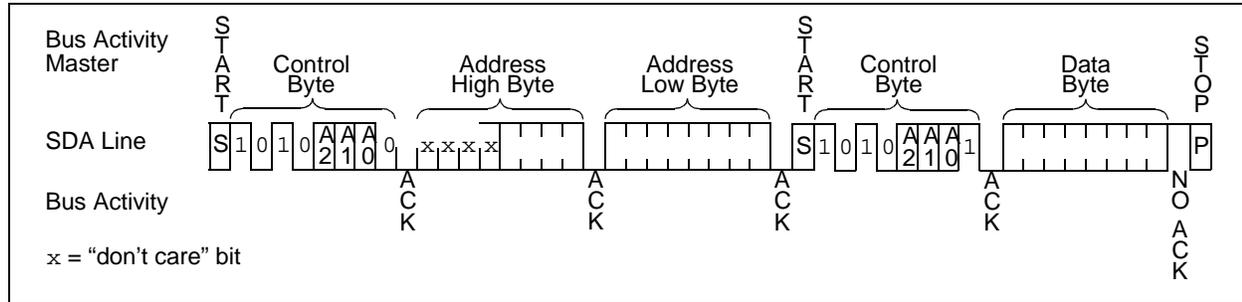 Bus Activity
Master
START
Control
Byte
Address
High Byte
Address
Low Byte
START
Control
Byte
Data
Byte
STOP
SDA Line
S 1 0 1 0 A2 A1 A0 0 x x x x S 1 0 1 0 A2 A1 A0 1 P
Bus Activity
ACK
ACK
ACK
ACK
NO ACK
x = “don’t care” bit